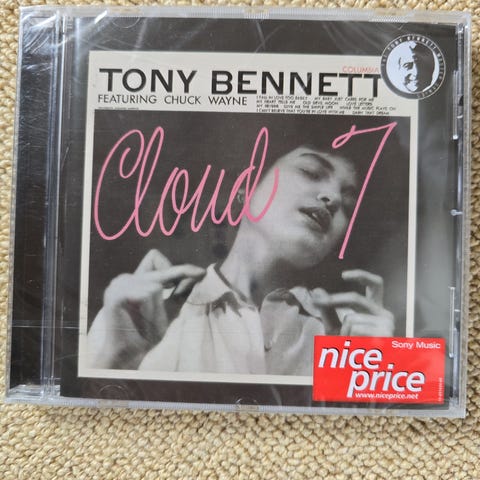 COLUMBIA
TONY BENNETT
FEATURING CHUCK WAYNE
I FALL IN LOVE TOO EASILY · MY BABY JUST CARES FOR ME
MY HEART TELLS ME · OLD DEVIL MOON · LOVE LETTERS
MY REVERIE · GIVE ME THE SIMPLE LIFE · WHILE THE MUSIC PLAYS ON
I CAN'T BELIEVE THAT YOU'RE IN LOVE WITH ME · DARN THAT DREAM
Cloud 7
Sony Music
nice
price
www.niceprice.net